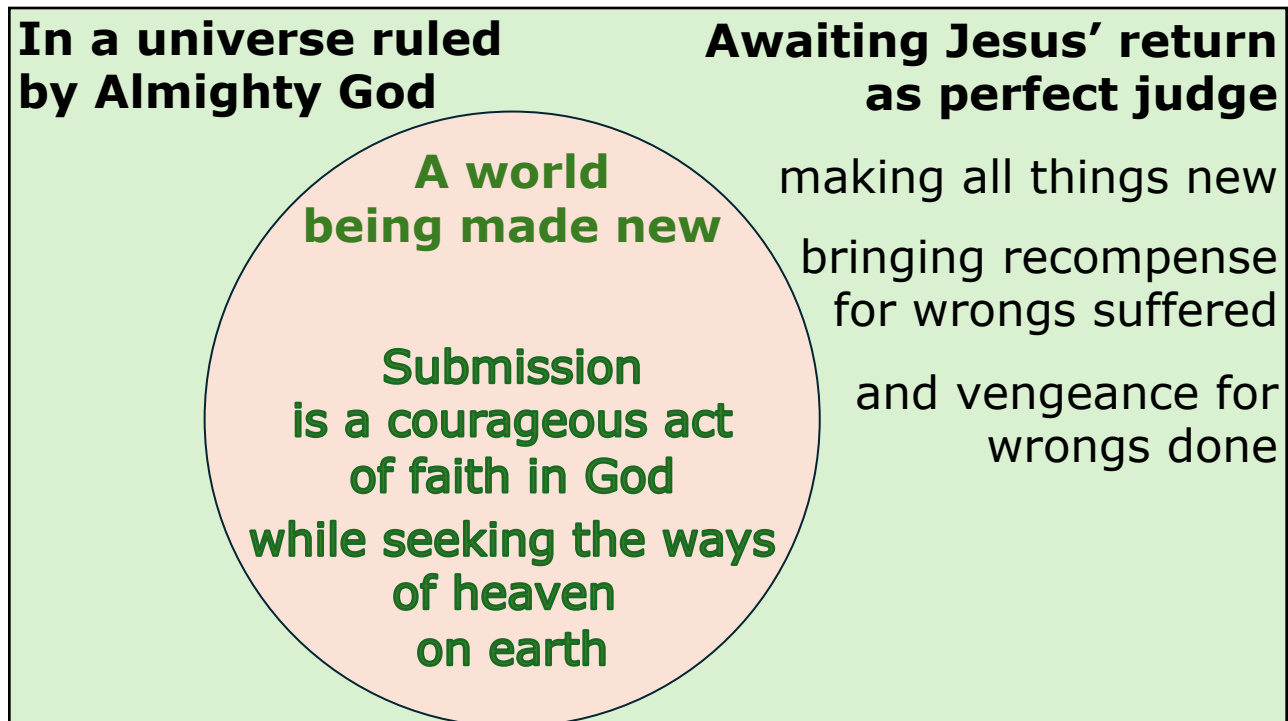 In a universe ruled
by Almighty God
Awaiting Jesus’ return
as perfect judge
making all things new
bringing recompense
for wrongs suffered
and vengeance for
wrongs done
A world
being made new
Submission
is a courageous act
of faith in God
while seeking the ways
of heaven
on earth